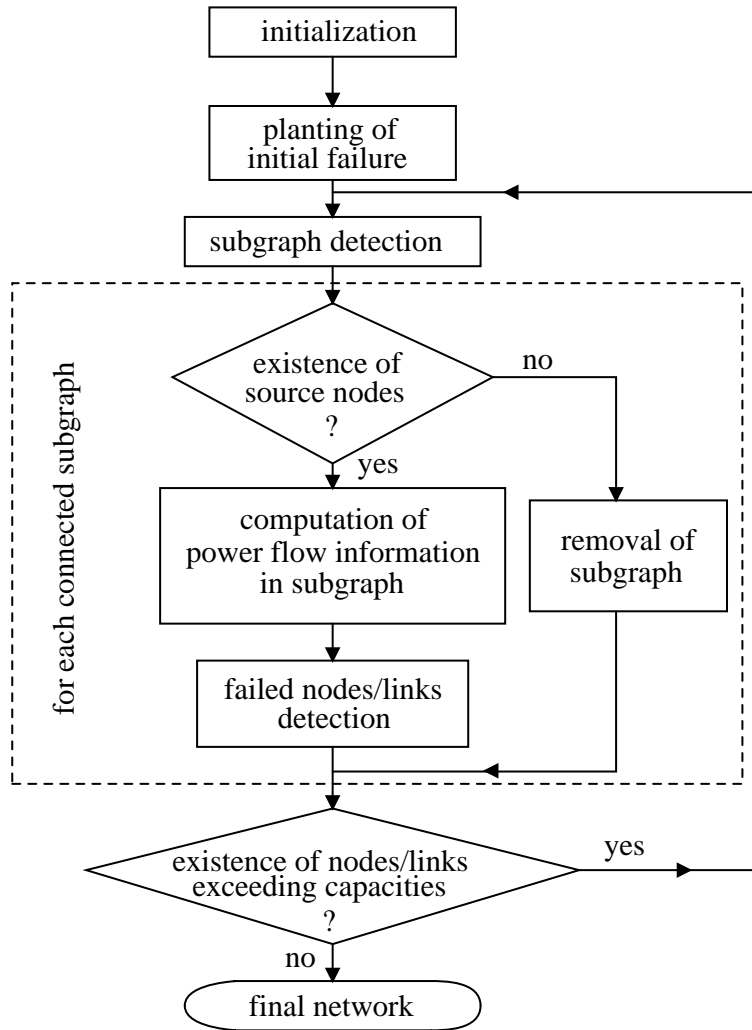 initialization
planting of
initial failure
subgraph detection
for each connected subgraph
existence of
source nodes
?
no
yes
computation of
power flow information
in subgraph
removal of
subgraph
failed nodes/links
detection
existence of nodes/links
exceeding capacities
?
yes
no
final network